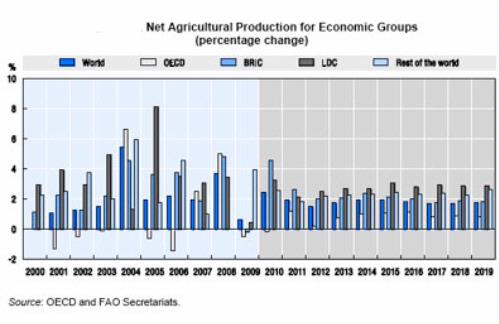 Net Agricultural Production for Economic Groups
(percentage change)
World OECD BRIC LDC Rest of the world
%
10
8
6
4
2
0
-2
2000 2001 2002 2003 2004 2005 2006 2007 2008 2009 2010 2011 2012 2013 2014 2015 2016 2017 2018 2019
Source: OECD and FAO Secretariats.